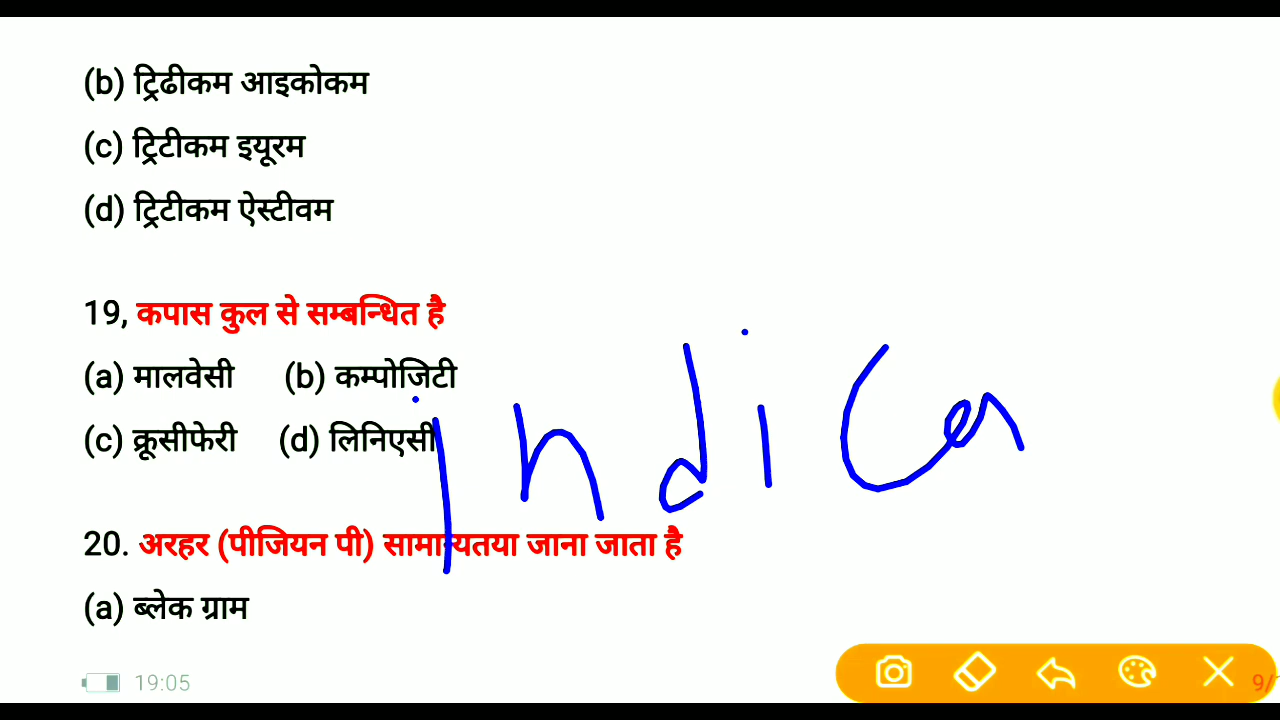 (b) ट्रिढीकम आइकोकम
(c) ट्रिटीकम इयूरम
(d) ट्रिटीकम ऐस्टीवम
19, कपास कुल से सम्बन्धित है
(a) मालवेसी (b) कम्पोजिटी
(c) क्रूसीफेरी (d) लिनिएसी
indica
20. अरहर (पीजियन पी) सामान्यतया जाना जाता है
(a) ब्लेक ग्राम
19:05
9/